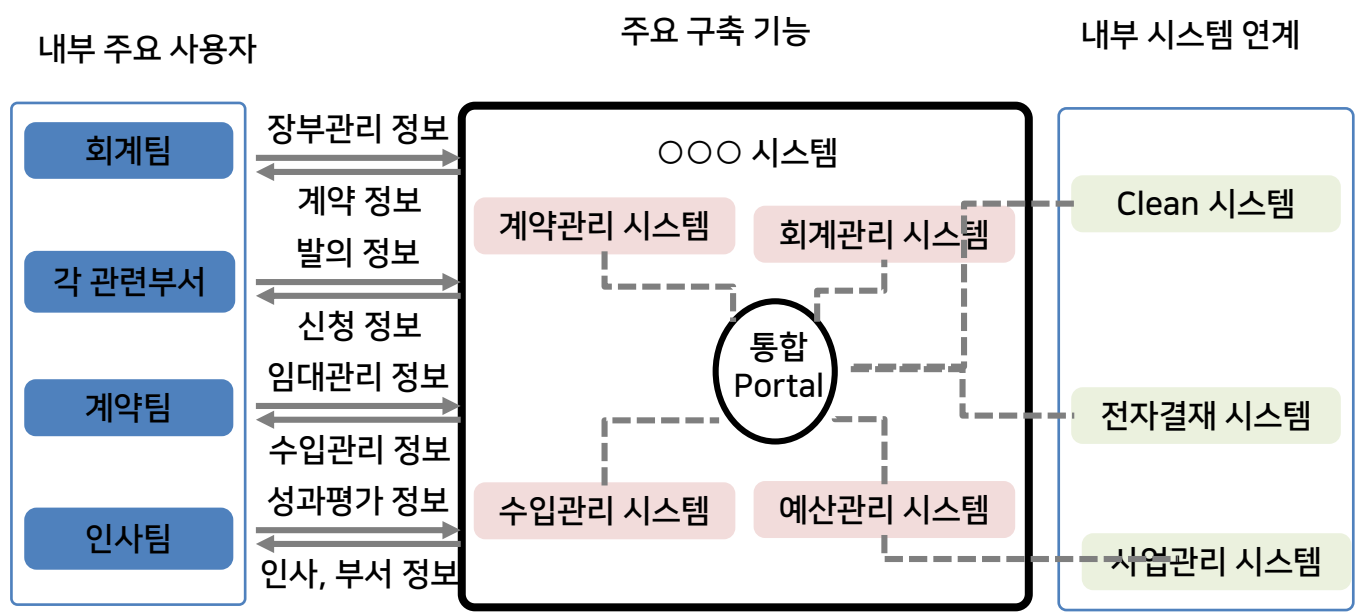 내부 주요 사용자
주요 구축 기능
내부 시스템 연계
회계팀
각 관련부서
계약팀
인사팀
장부관리 정보
계약 정보
발의 정보
신청 정보
임대관리 정보
수입관리 정보
성과평가 정보
인사, 부서 정보
○○○ 시스템
계약관리 시스템
회계관리 시스템
통합
Portal
수입관리 시스템
예산관리 시스템
Clean 시스템
전자결재 시스템
사업관리 시스템